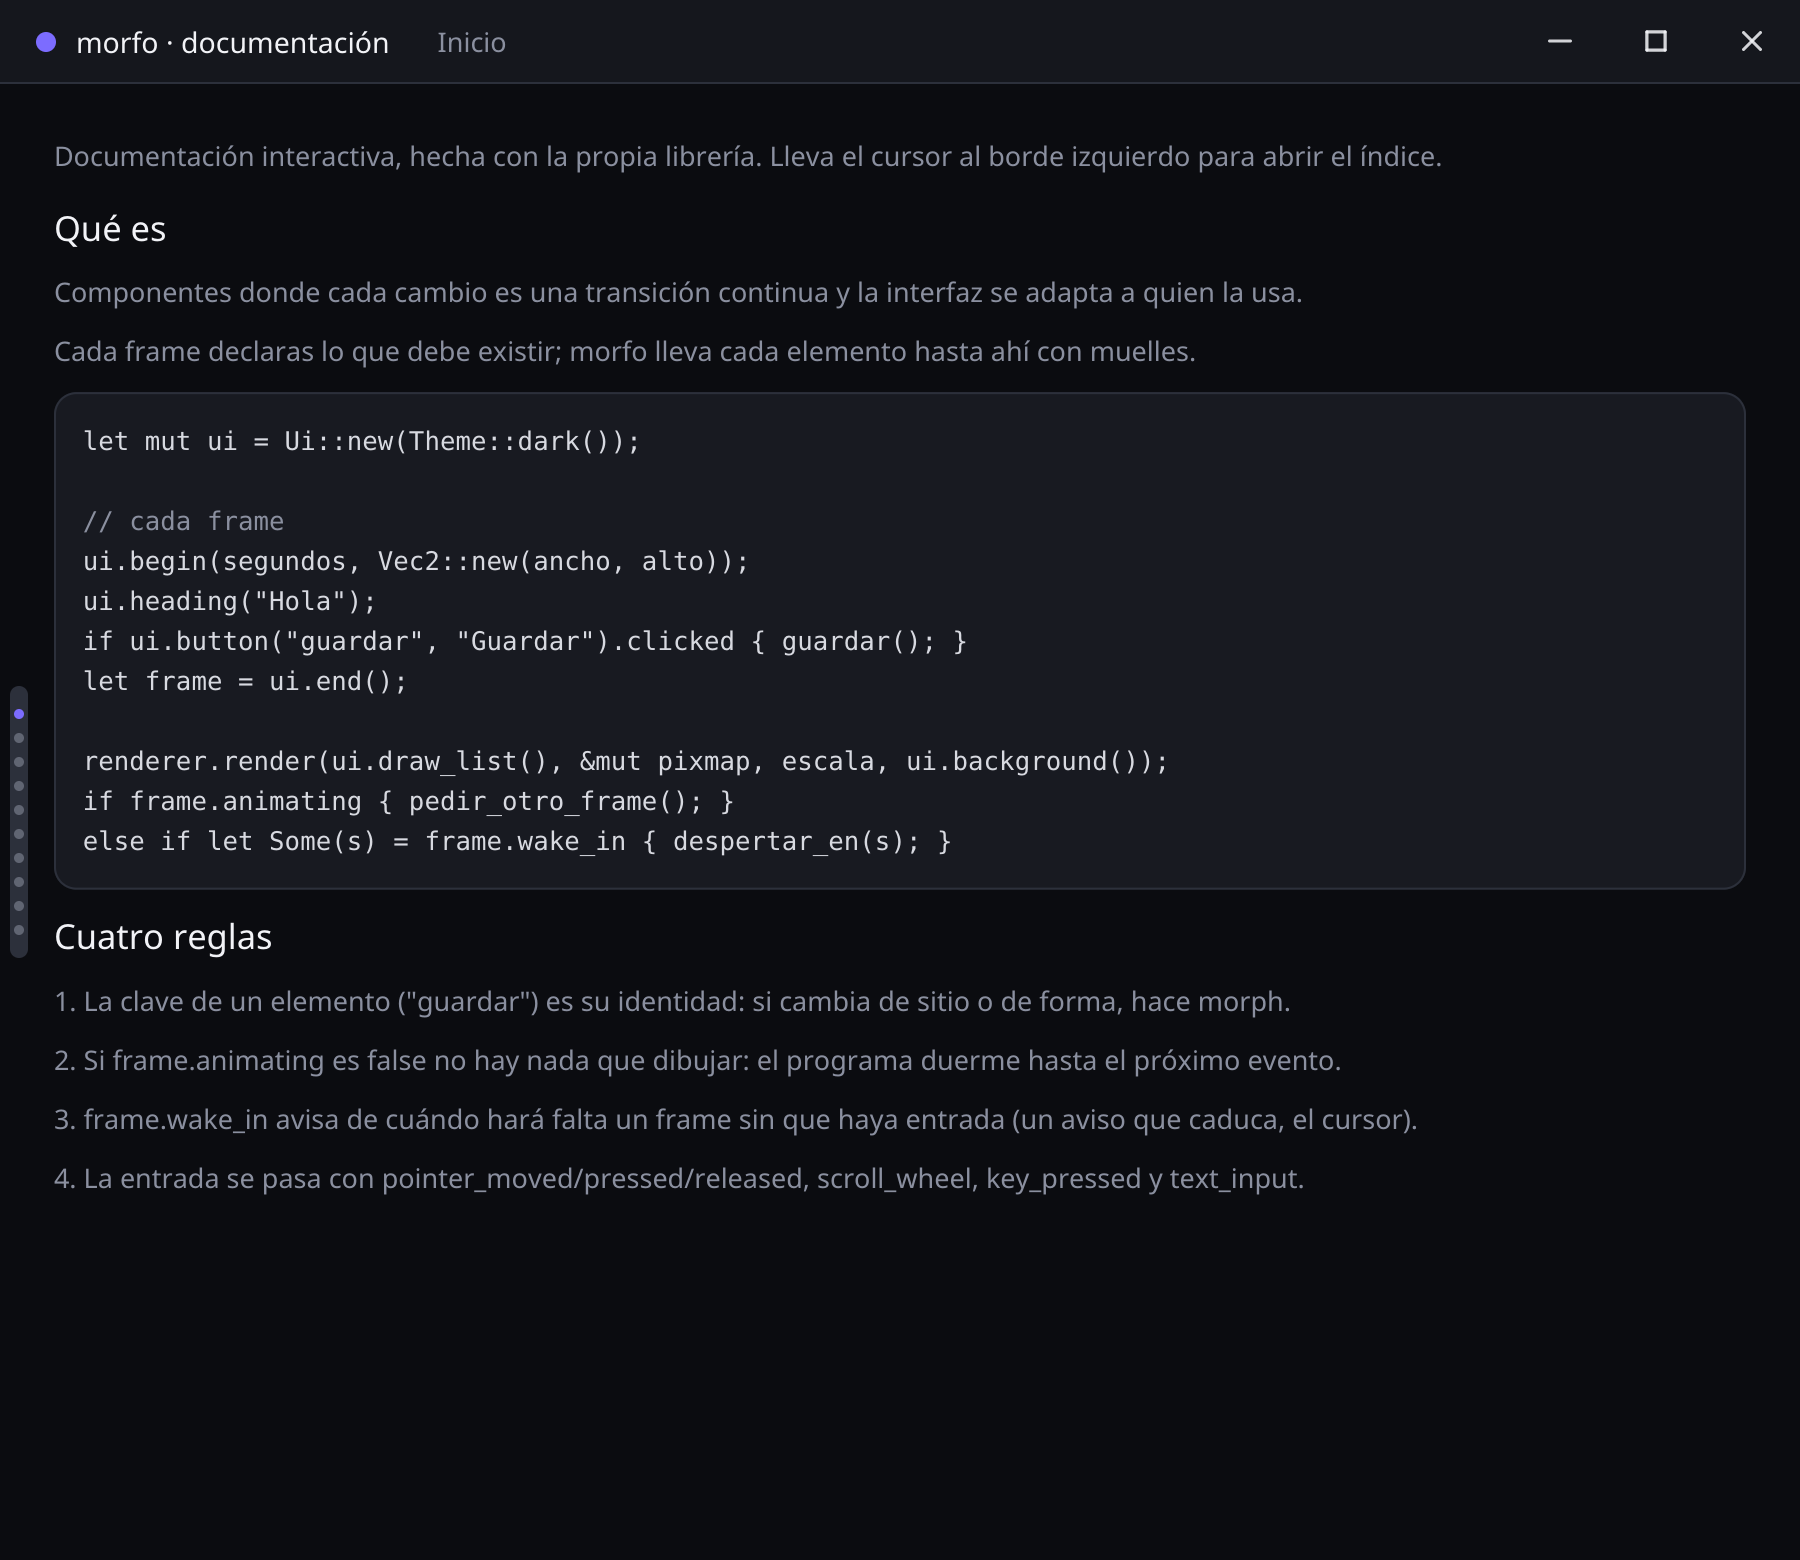 morfo · documentación Inicio
Documentación interactiva, hecha con la propia librería. Lleva el cursor al borde izquierdo para abrir el índice.
Qué es
Componentes donde cada cambio es una transición continua y la interfaz se adapta a quien la usa.
Cada frame declaras lo que debe existir; morfo lleva cada elemento hasta ahí con muelles.
let mut ui = Ui::new(Theme::dark());
// cada frame
ui.begin(segundos, Vec2::new(ancho, alto));
ui.heading("Hola");
if ui.button("guardar", "Guardar").clicked { guardar(); }
let frame = ui.end();
renderer.render(ui.draw_list(), &mut pixmap, escala, ui.background());
if frame.animating { pedir_otro_frame(); }
else if let Some(s) = frame.wake_in { despertar_en(s); }
Cuatro reglas
1. La clave de un elemento ("guardar") es su identidad: si cambia de sitio o de forma, hace morph.
2. Si frame.animating es false no hay nada que dibujar: el programa duerme hasta el próximo evento.
3. frame.wake_in avisa de cuándo hará falta un frame sin que haya entrada (un aviso que caduca, el cursor).
4. La entrada se pasa con pointer_moved/pressed/released, scroll_wheel, key_pressed y text_input.